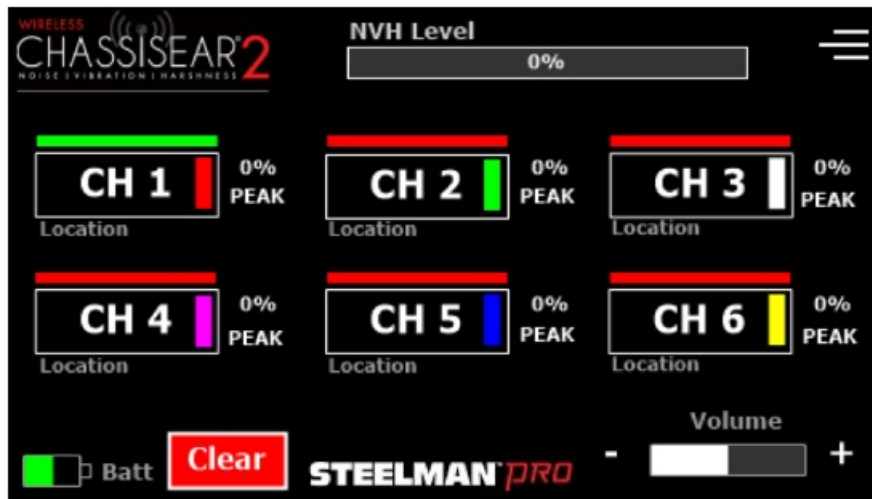 WIRELESS
CHASSISEAR 2
NOISE | VIBRATION | HARSHNESS
NVH Level
0%
CH 1
0%
PEAK
Location
CH 2
0%
PEAK
Location
CH 3
0%
PEAK
Location
CH 4
0%
PEAK
Location
CH 5
0%
PEAK
Location
CH 6
0%
PEAK
Location
Batt
Clear
STEELMAN PRO
Volume
- +